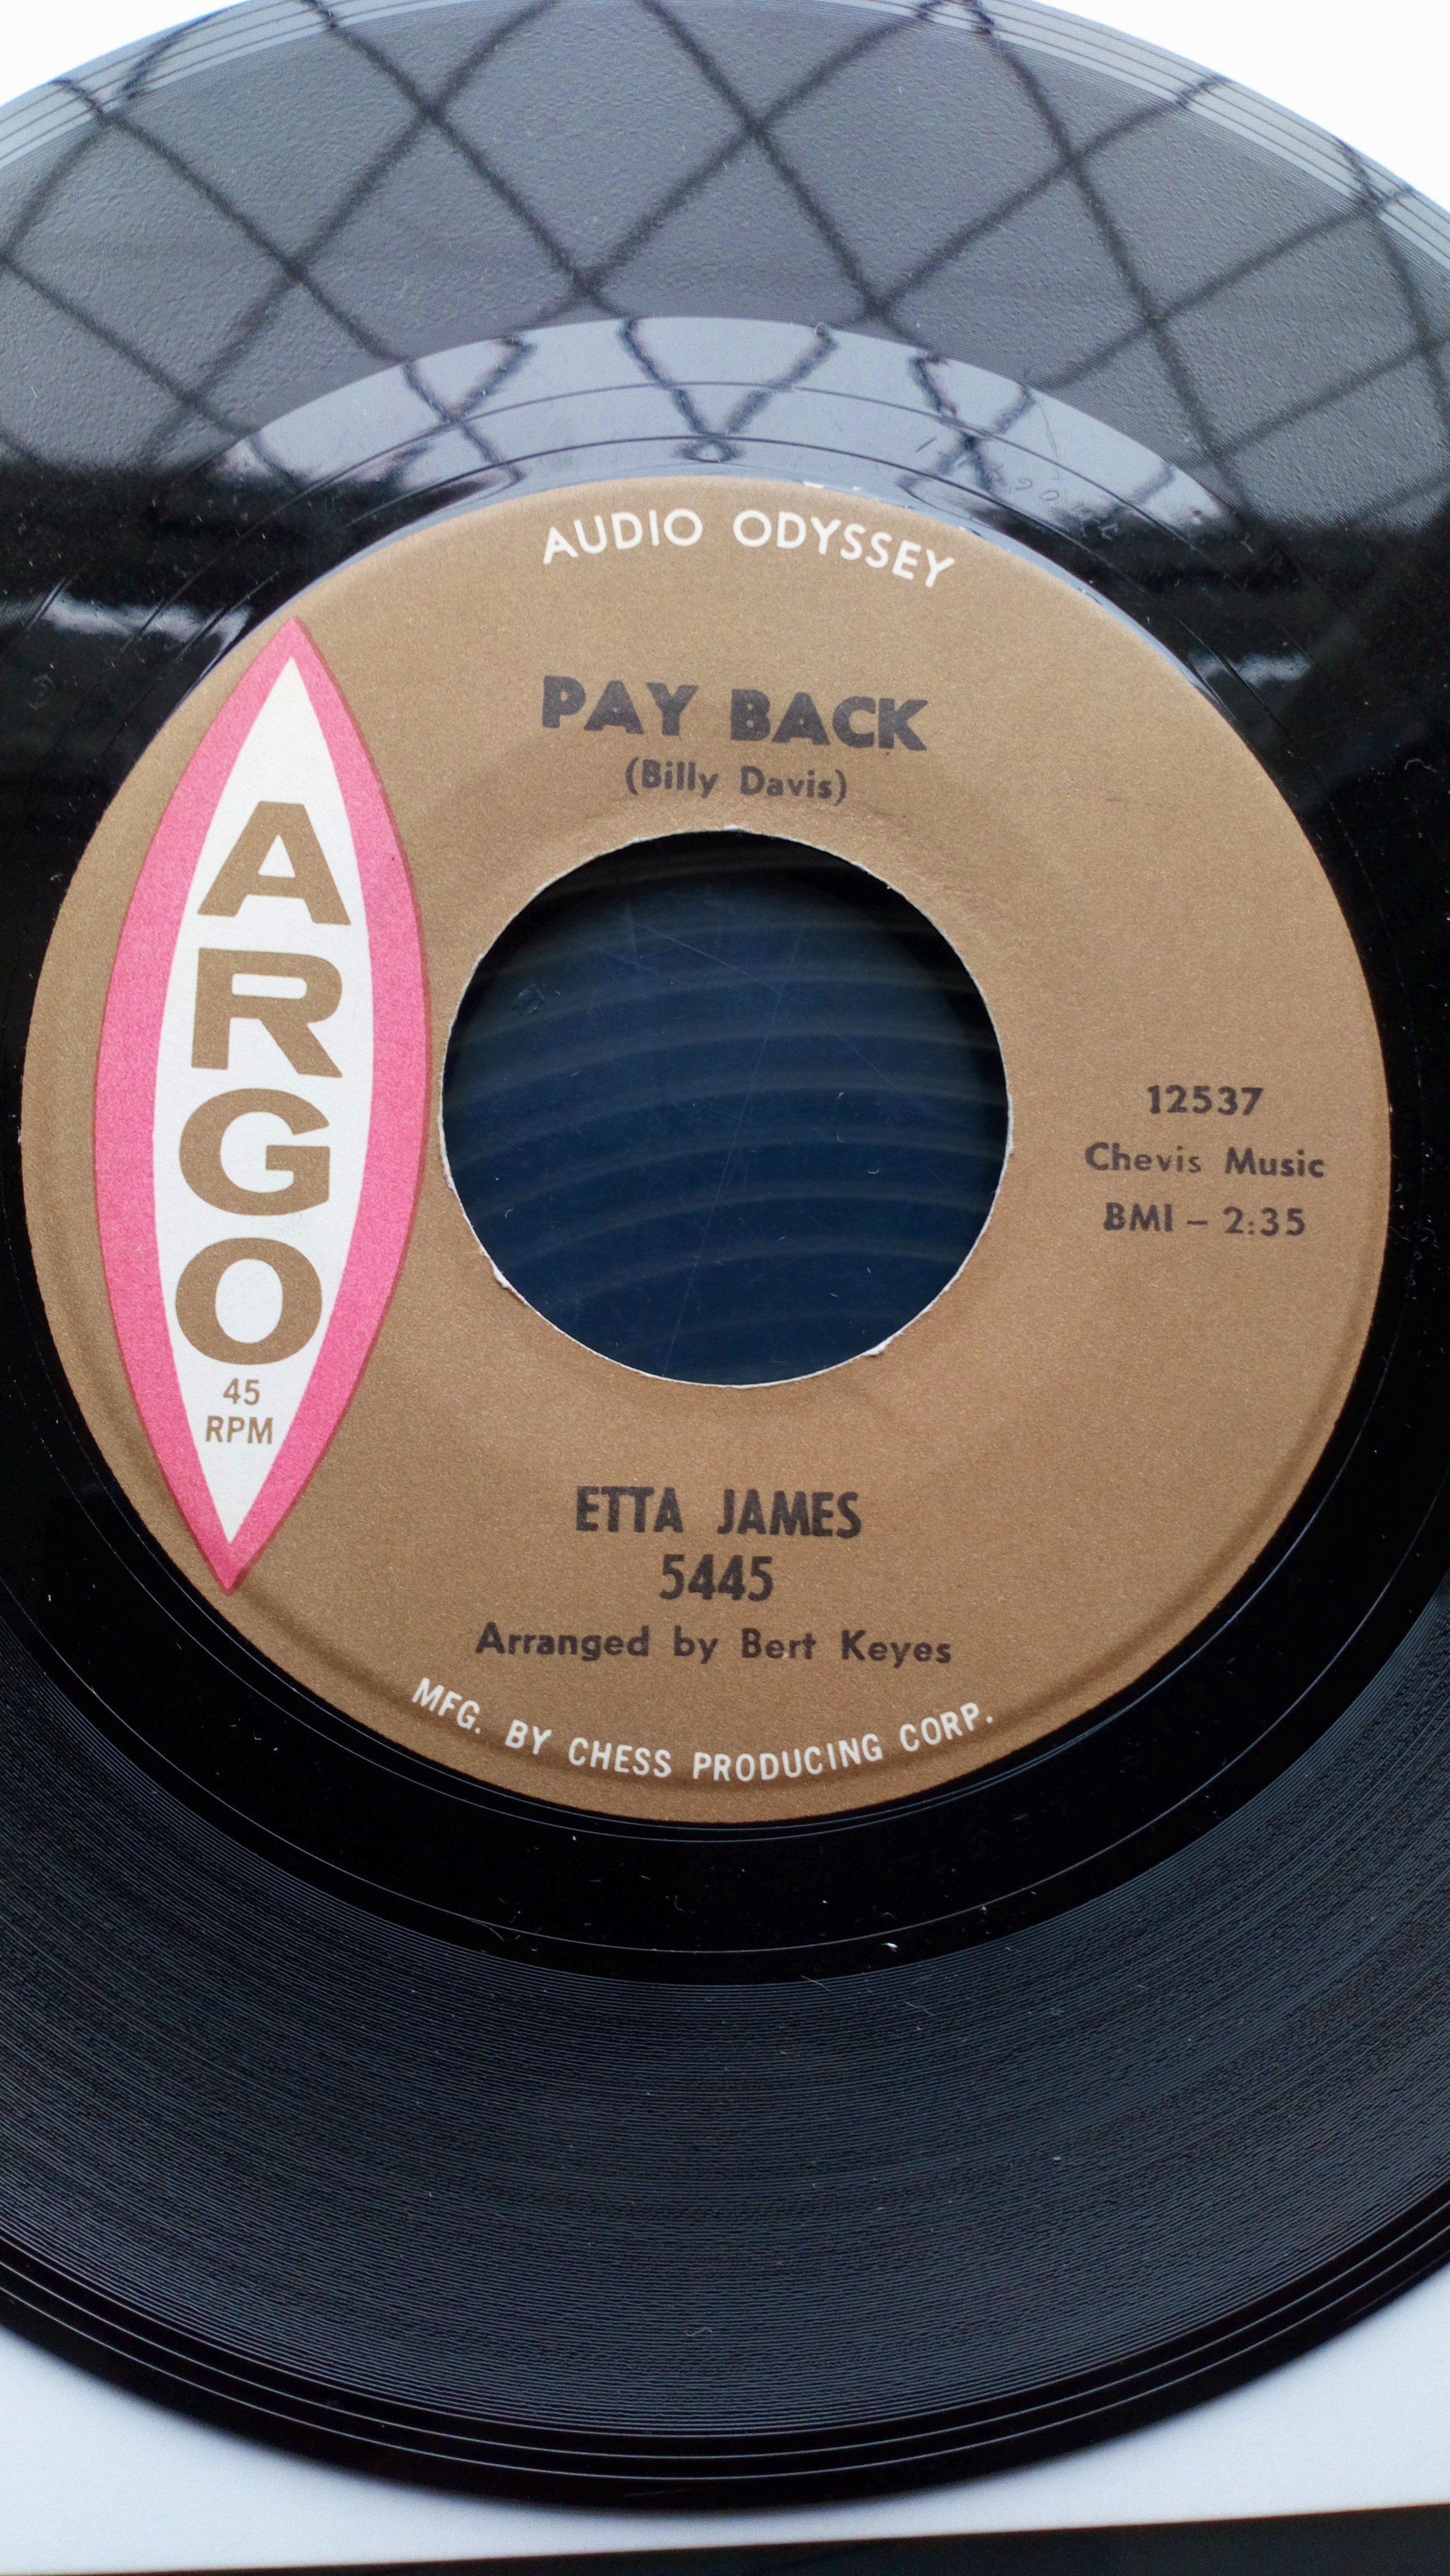 AUDIO ODYSSEY
PAY BACK
(Billy Davis)
ARGO
45
RPM
12537
Chevis Music
BMI – 2:35
ETTA JAMES
5445
Arranged by Bert Keyes
MFG. BY CHESS PRODUCING CORP.